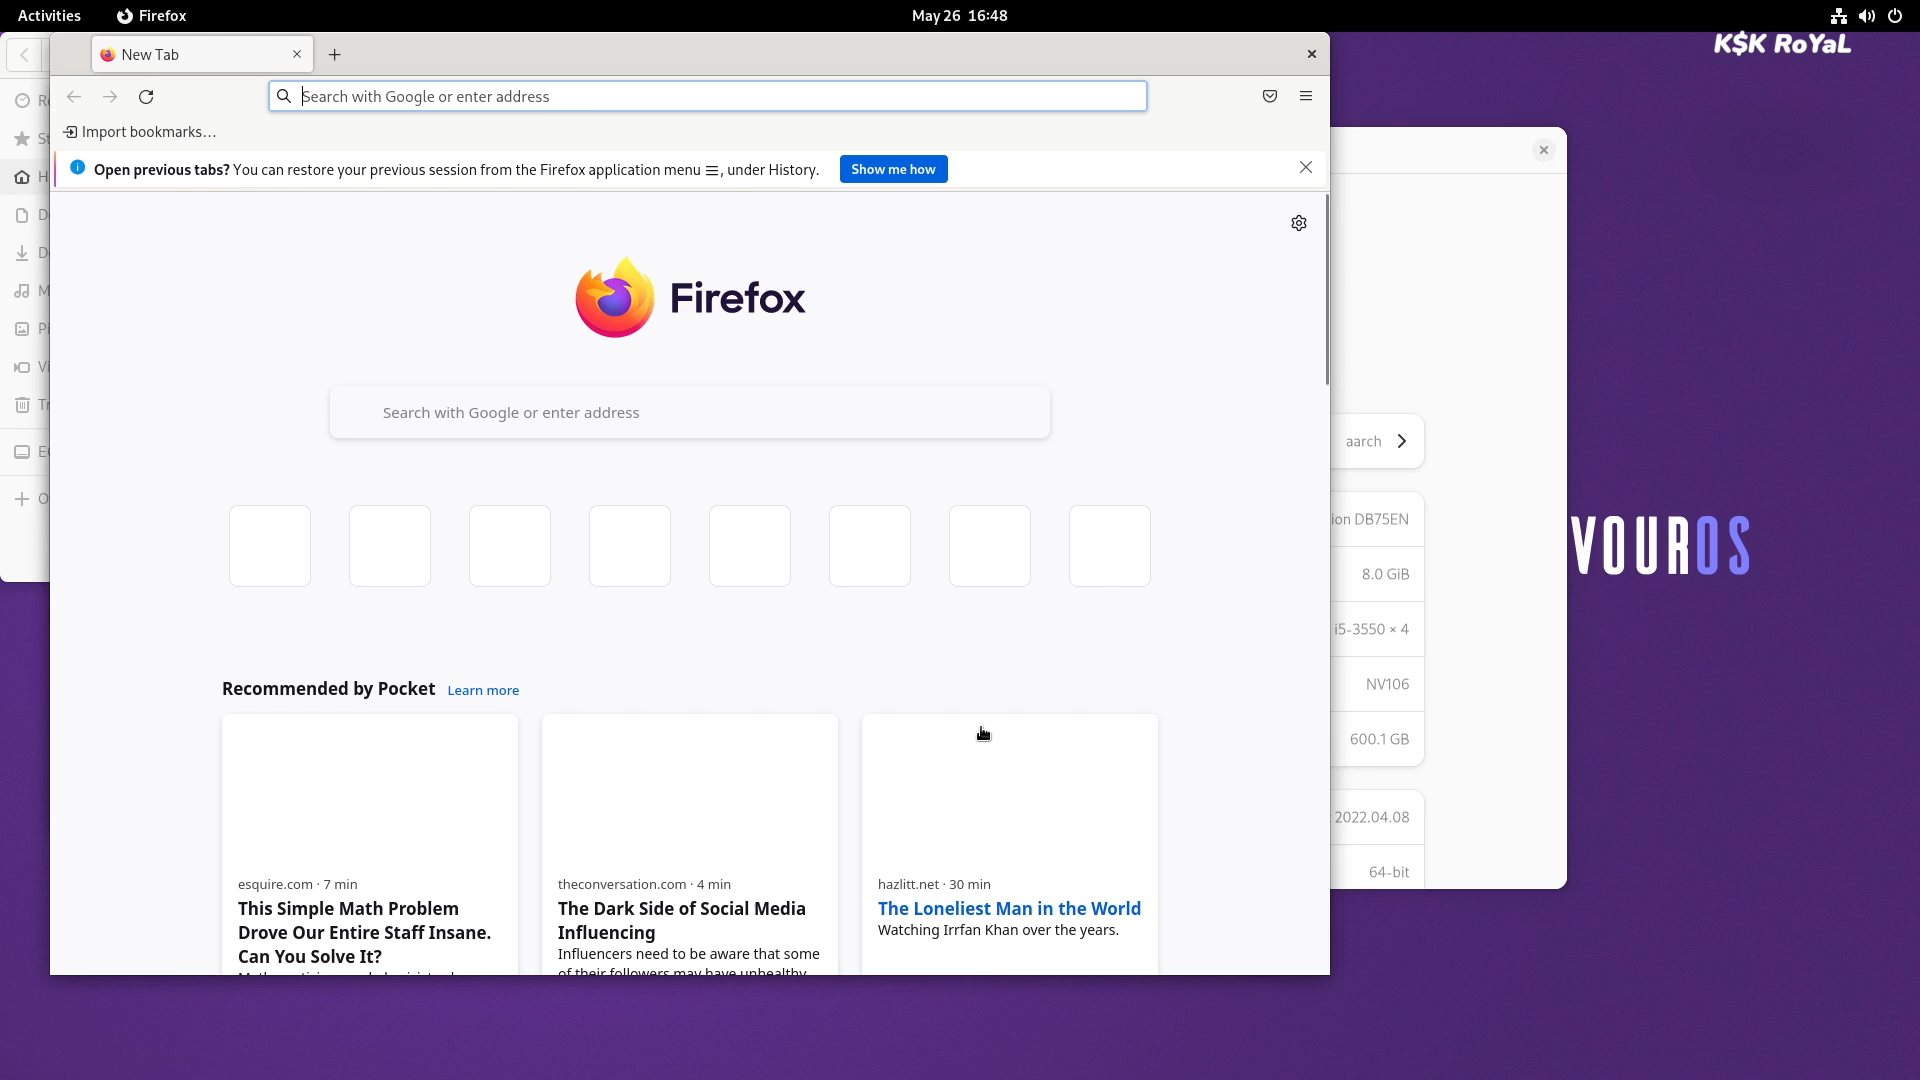 Activities
Firefox
May 26 16:48
K$K RoYaL
New Tab
Search with Google or enter address
Import bookmarks…
Open previous tabs? You can restore your previous session from the Firefox application menu ☰, under History.
Show me how
Firefox
Search with Google or enter address
aarch
ion DB75EN
8.0 GiB
i5-3550 × 4
NV106
600.1 GB
2022.04.08
64-bit
VOUROS
Recommended by Pocket
Learn more
esquire.com · 7 min
This Simple Math Problem
Drove Our Entire Staff Insane.
Can You Solve It?
theconversation.com · 4 min
The Dark Side of Social Media
Influencing
Influencers need to be aware that some
of their followers may have unhealthy
hazlitt.net · 30 min
The Loneliest Man in the World
Watching Irrfan Khan over the years.